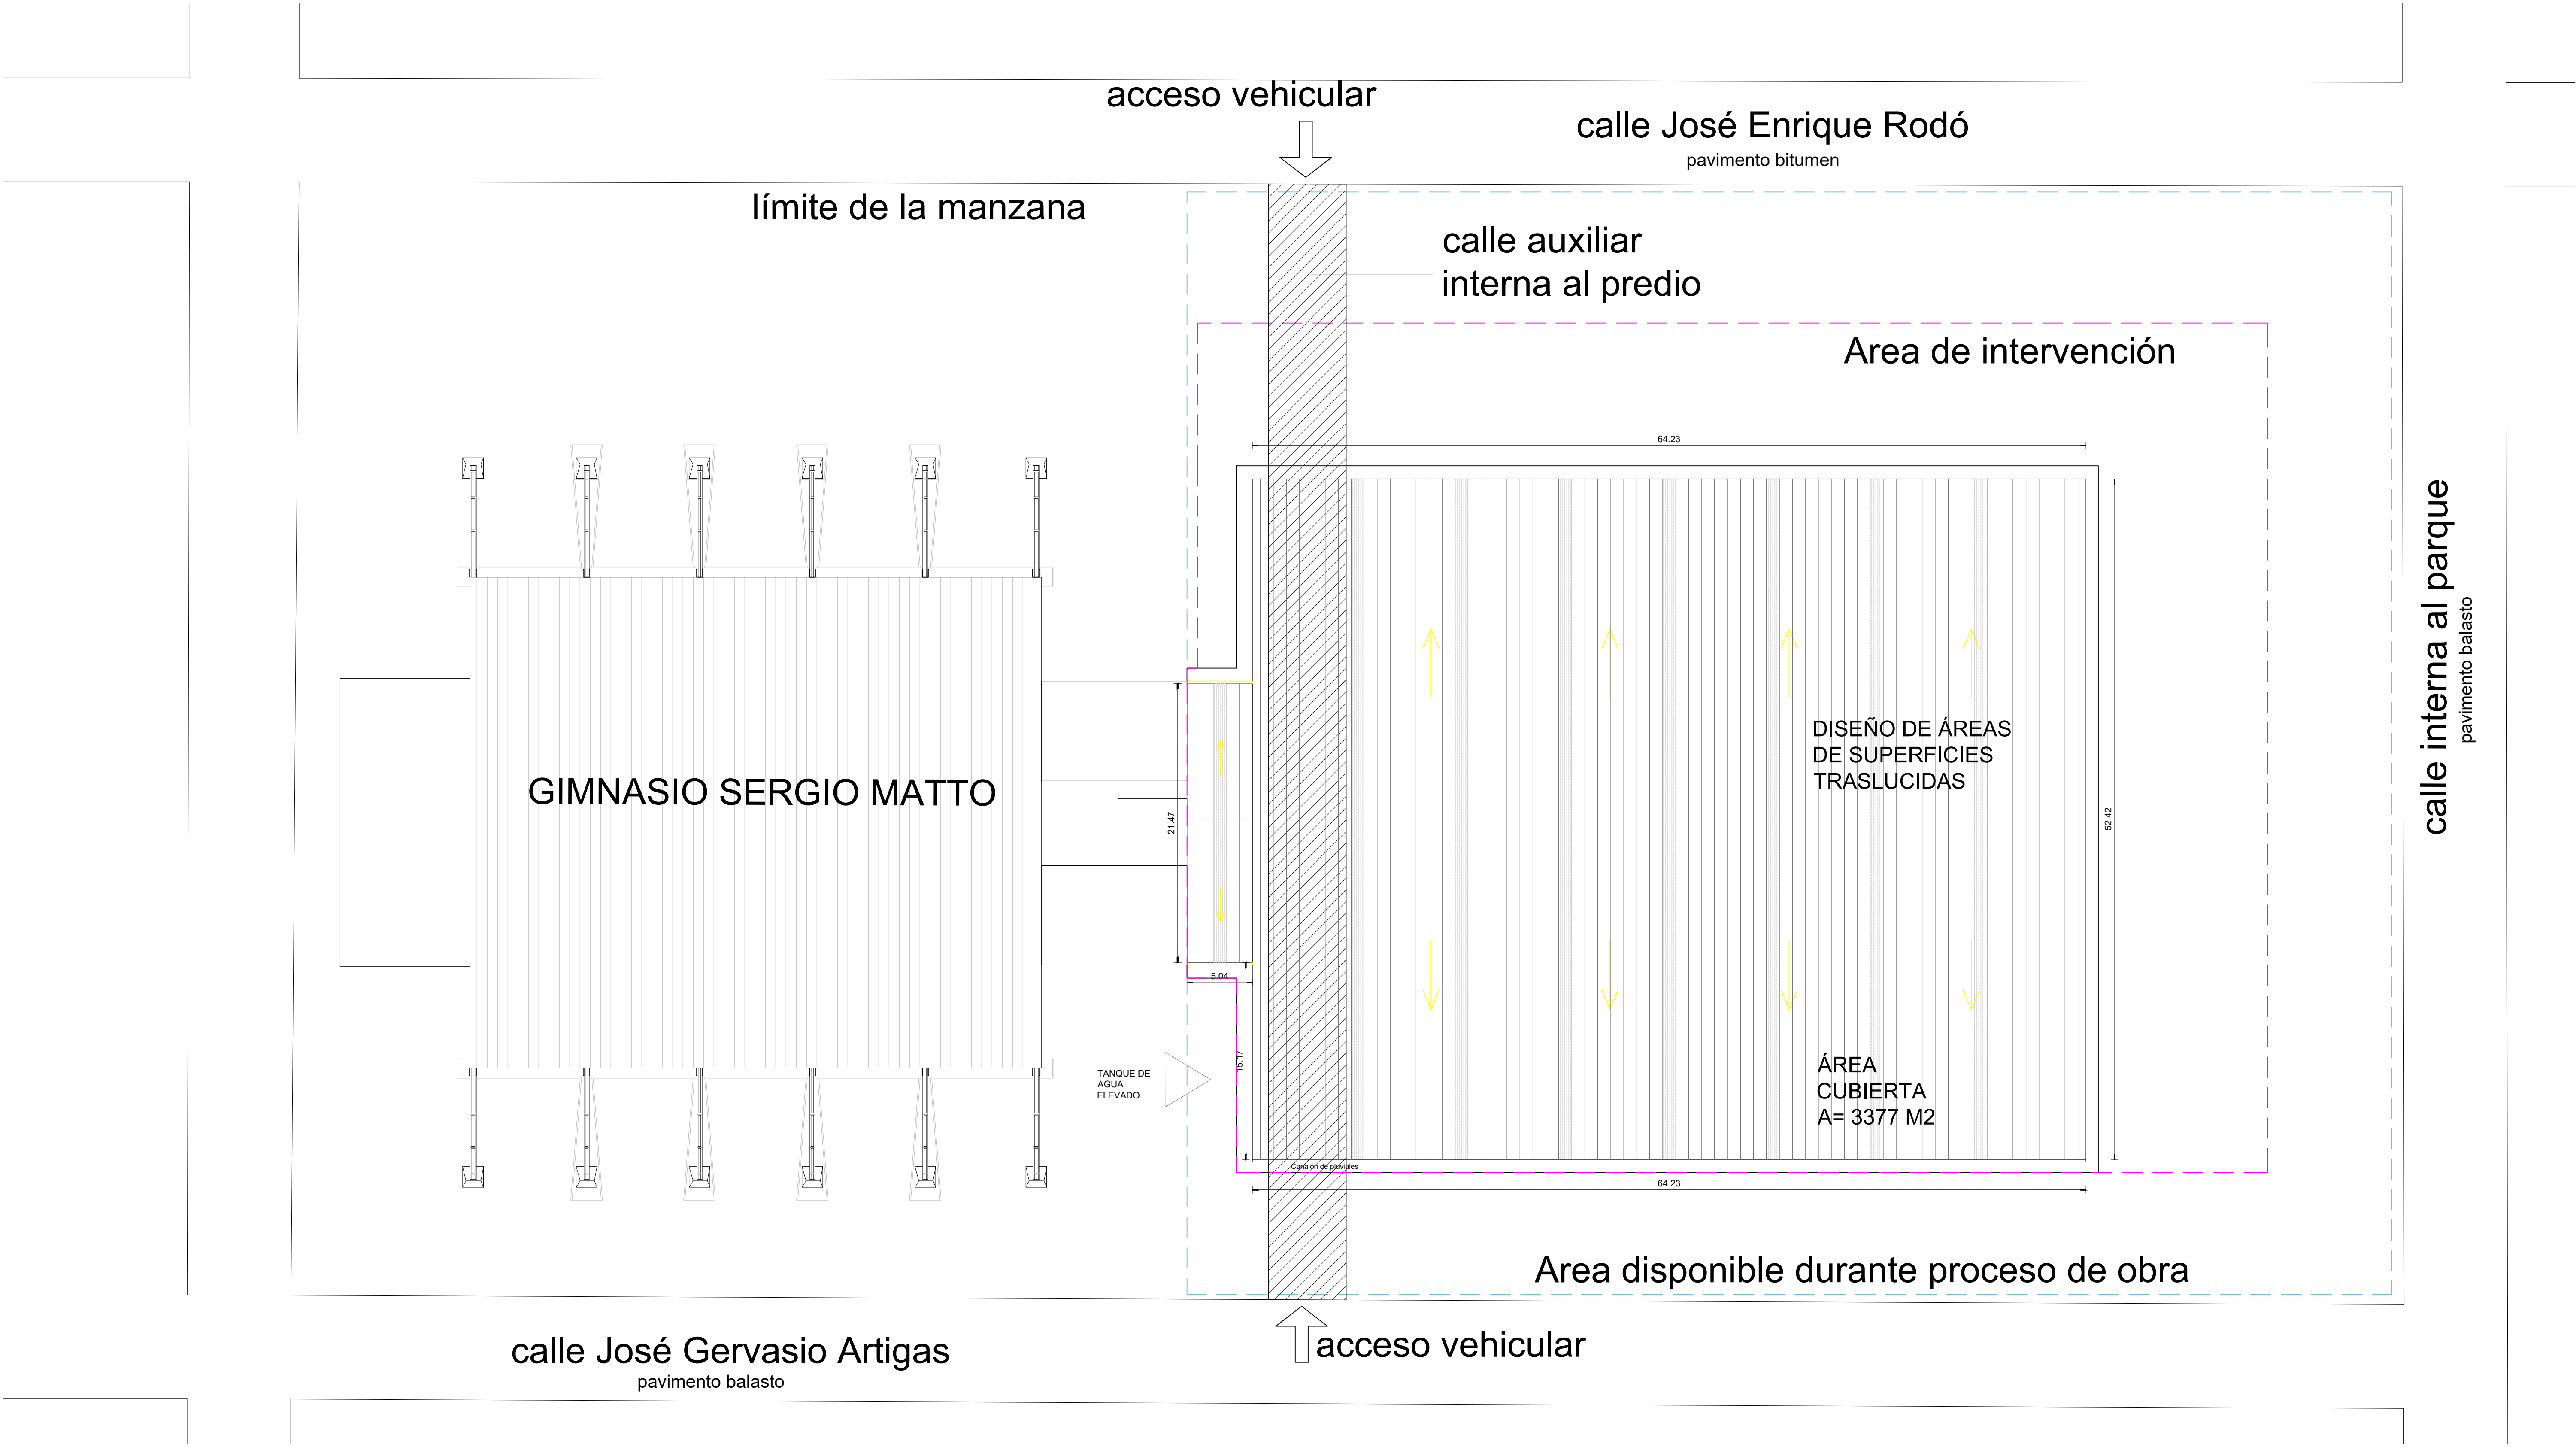 acceso vehicular
calle José Enrique Rodó
pavimento bitumen
límite de la manzana
calle auxiliar
interna al predio
Area de intervención
64.23
calle interna al parque
pavimento balasto
DISEÑO DE ÁREAS
DE SUPERFICIES
TRASLUCIDAS
GIMNASIO SERGIO MATTO
21.47
52.42
5.04
15.17
TANQUE DE
AGUA
ELEVADO
ÁREA
CUBIERTA
A= 3377 M2
Canalón de pluviales
64.23
Area disponible durante proceso de obra
calle José Gervasio Artigas
pavimento balasto
acceso vehicular